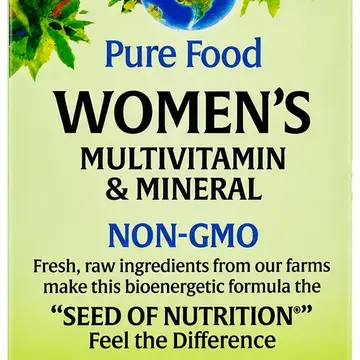 Pure Food
WOMEN'S
MULTIVITAMIN
& MINERAL
NON-GMO
Fresh, raw ingredients from our farms
make this bioenergetic formula the
“SEED OF NUTRITION®”
Feel the Difference